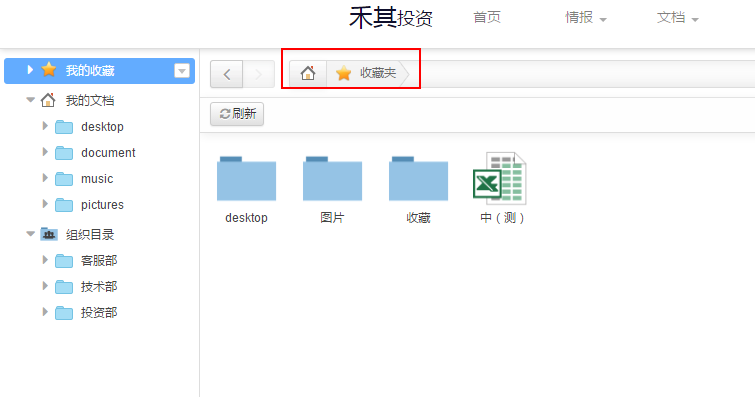 禾其投资 首页 情报 文档
我的收藏
收藏夹
刷新
我的文档
desktop
document
music
pictures
组织目录
客服部
技术部
投资部
desktop 图片 收藏 中（测）